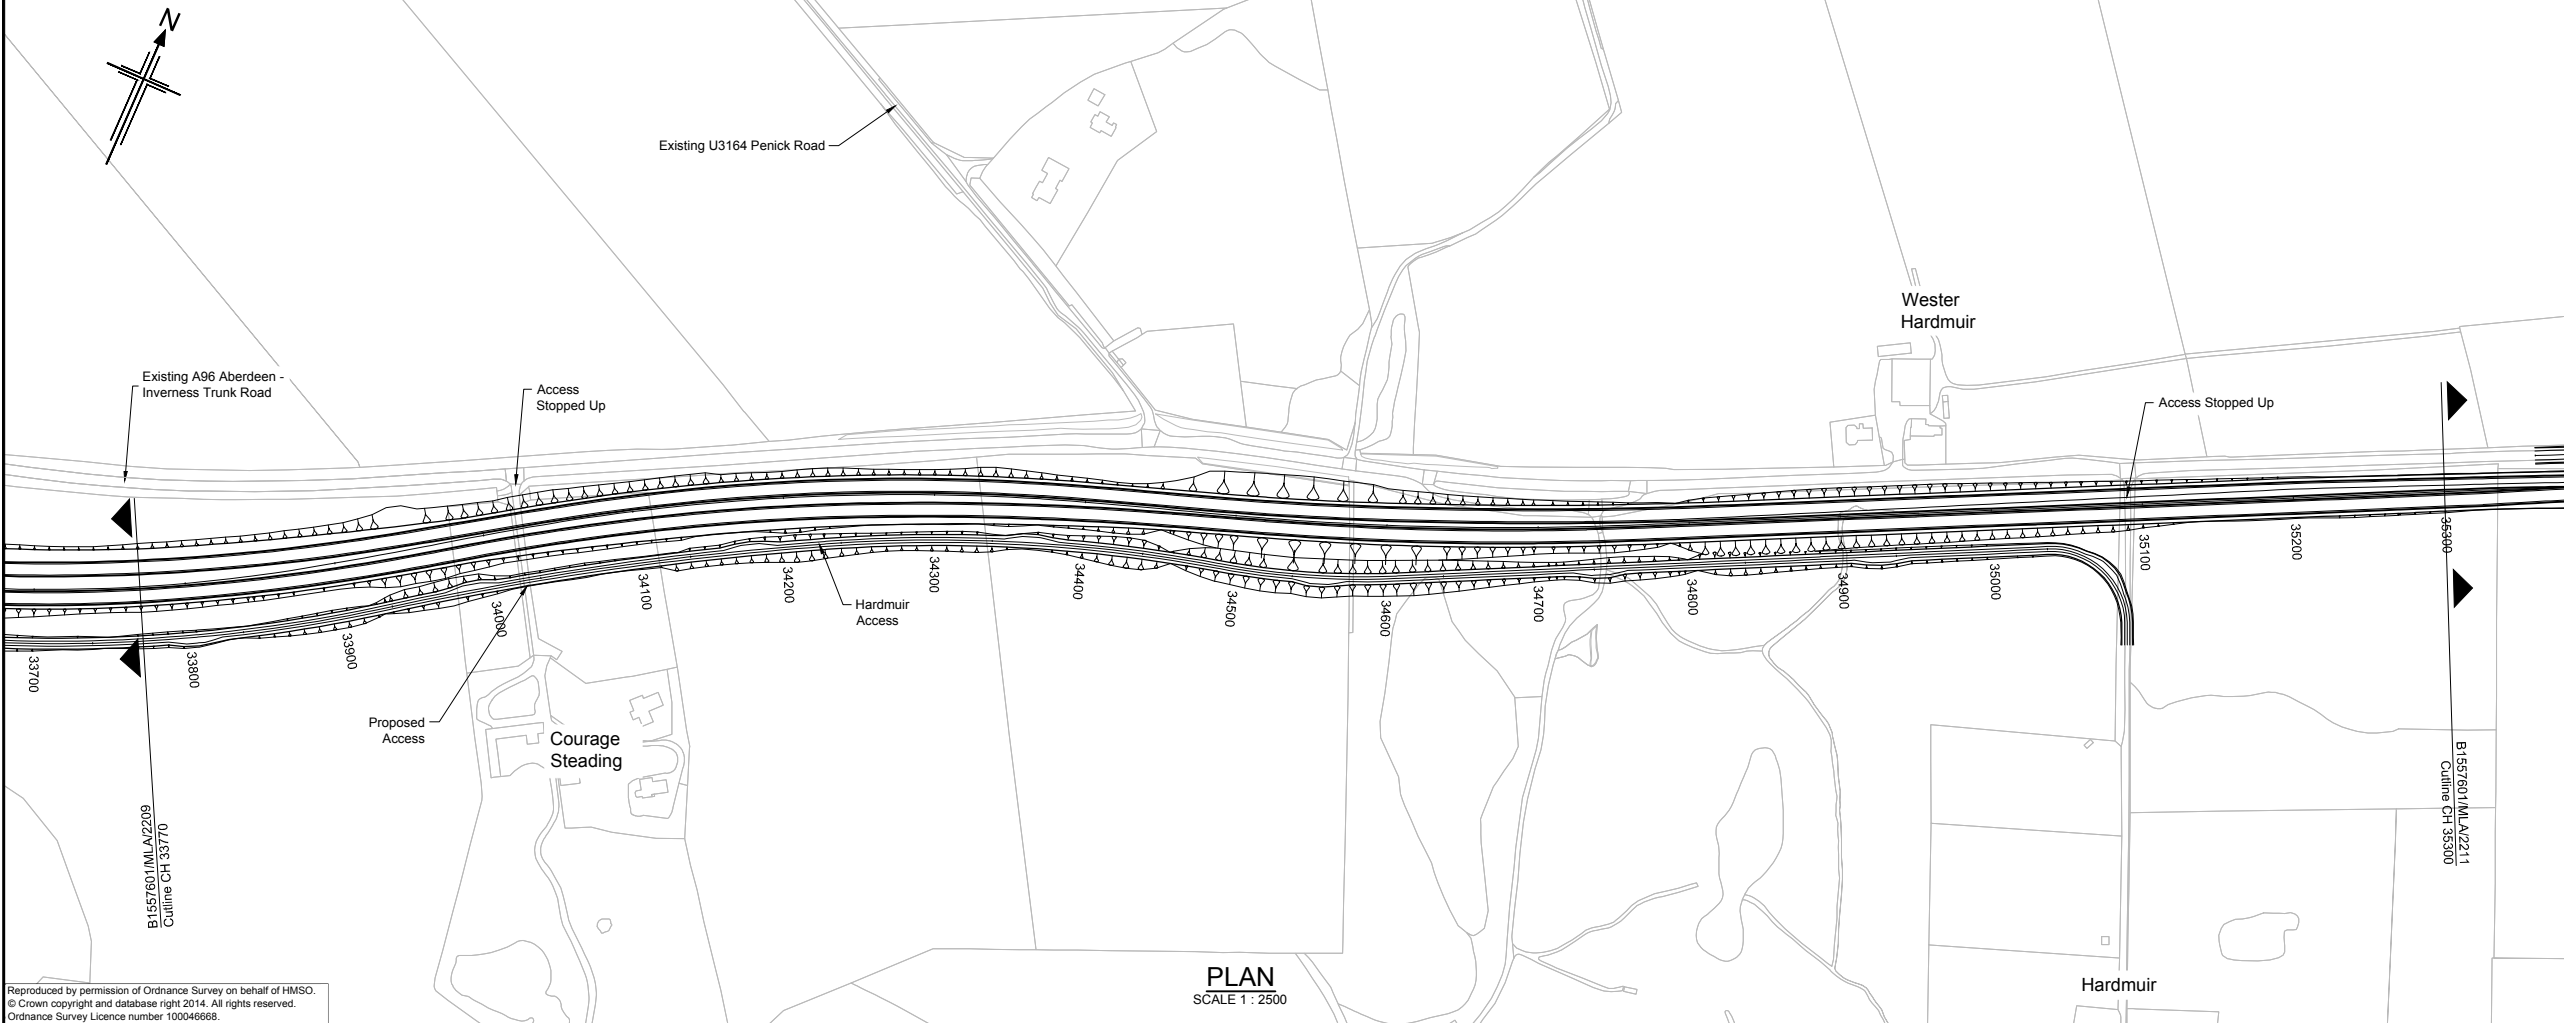 N
Existing U3164 Penick Road
Wester
Hardmuir
Existing A96 Aberdeen -
Inverness Trunk Road
Access
Stopped Up
Access Stopped Up
Hardmuir
Access
Proposed
Access
Courage
Steading
33700
33800
33900
34000
34100
34200
34300
34400
34500
34600
34700
34800
34900
35000
35100
35200
35300
B1557601/MLA/2209
Cutline CH 33770
B1557601/MLA/2211
Cutline CH 35300
Hardmuir
PLAN
SCALE 1 : 2500
Reproduced by permission of Ordnance Survey on behalf of HMSO.
© Crown copyright and database right 2014. All rights reserved.
Ordnance Survey Licence number 100046668.